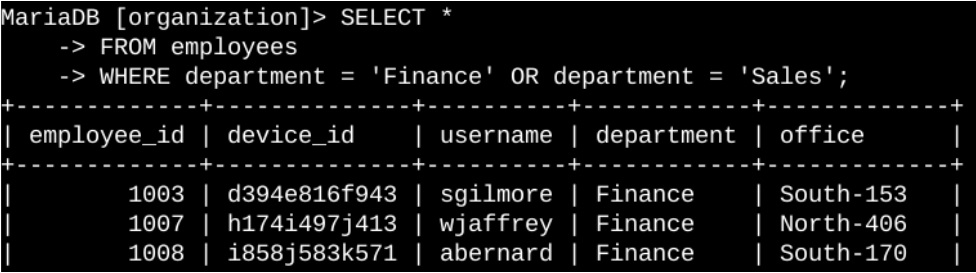 MariaDB [organization]> SELECT *
    -> FROM employees
    -> WHERE department = 'Finance' OR department = 'Sales';
+-------------+--------------+----------+------------+-------------+
| employee_id | device_id    | username | department | office      |
+-------------+--------------+----------+------------+-------------+
|        1003 | d394e816f943 | sgilmore | Finance    | South-153   |
|        1007 | h174i497j413 | wjaffrey | Finance    | North-406   |
|        1008 | i858j583k571 | abernard | Finance    | South-170   |